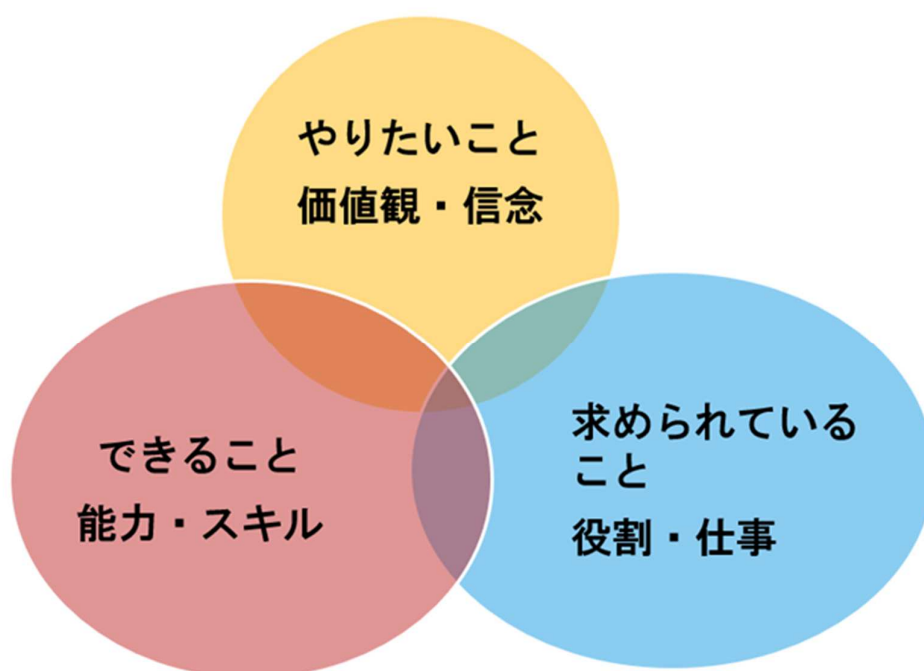 やりたいこと
価値観・信念
できること
能力・スキル
求められている
こと
役割・仕事